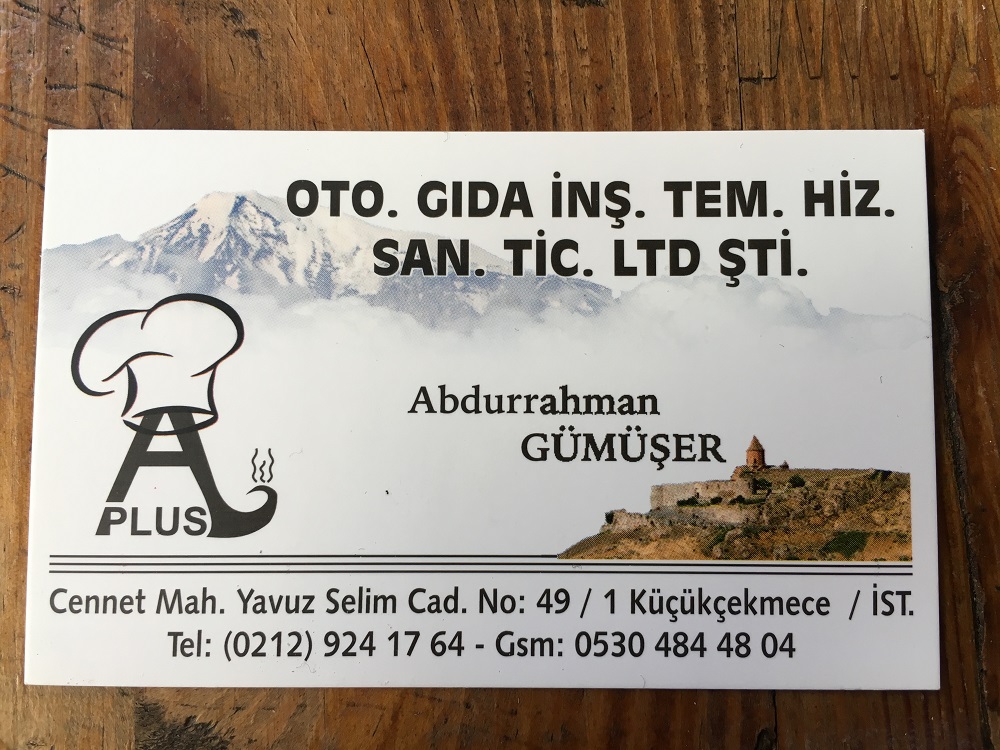 OTO. GIDA İNŞ. TEM. HİZ.
SAN. TİC. LTD ŞTİ.
A
PLUS
Abdurrahman
GÜMÜŞER
Cennet Mah. Yavuz Selim Cad. No: 49 / 1 Küçükçekmece / İST.
Tel: (0212) 924 17 64 - Gsm: 0530 484 48 04